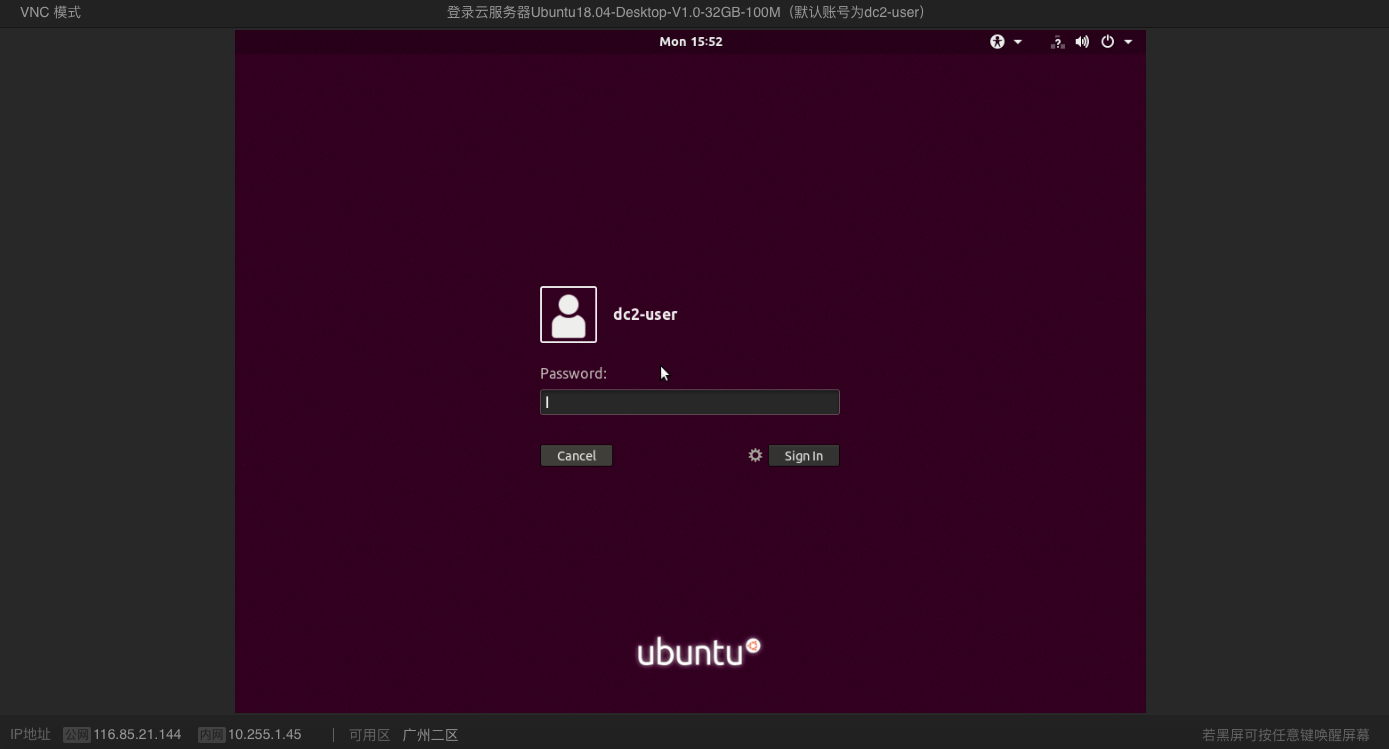 VNC 模式
登录云服务器Ubuntu18.04-Desktop-V1.0-32GB-100M（默认账号为dc2-user）
Mon 15:52
dc2-user
Password:
Cancel
Sign In
ubuntu
IP地址 公网 116.85.21.144 内网 10.255.1.45 | 可用区 广州二区
若黑屏可按任意键唤醒屏幕